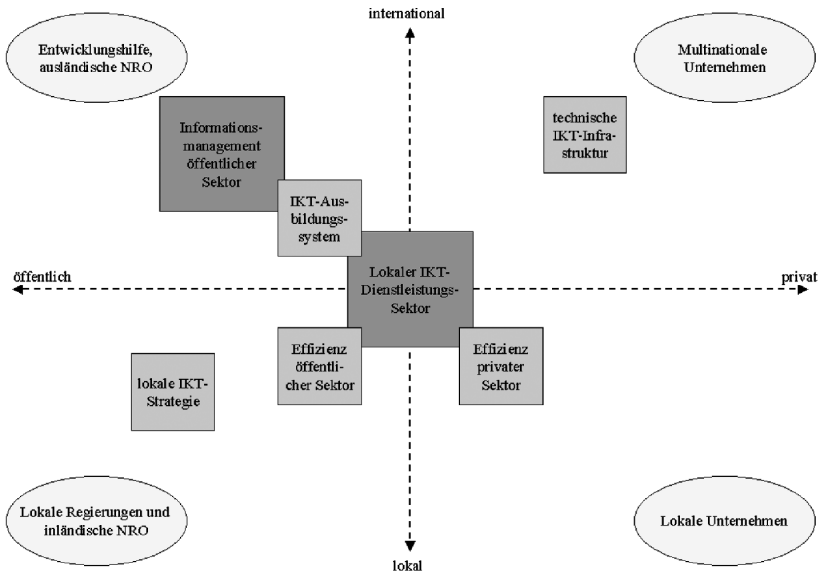 international
Entwicklungshilfe,
ausländische NRO
Multinationale
Unternehmen
Informations-
management
öffentlicher
Sektor
technische
IKT-Infra-
struktur
IKT-Aus-
bildungs-
system
öffentlich
Lokaler IKT-
Dienstleistungs-
Sektor
privat
lokale IKT-
Strategie
Effizienz
öffentli-
cher Sektor
Effizienz
privater
Sektor
Lokale Regierungen und
inländische NRO
Lokale Unternehmen
lokal